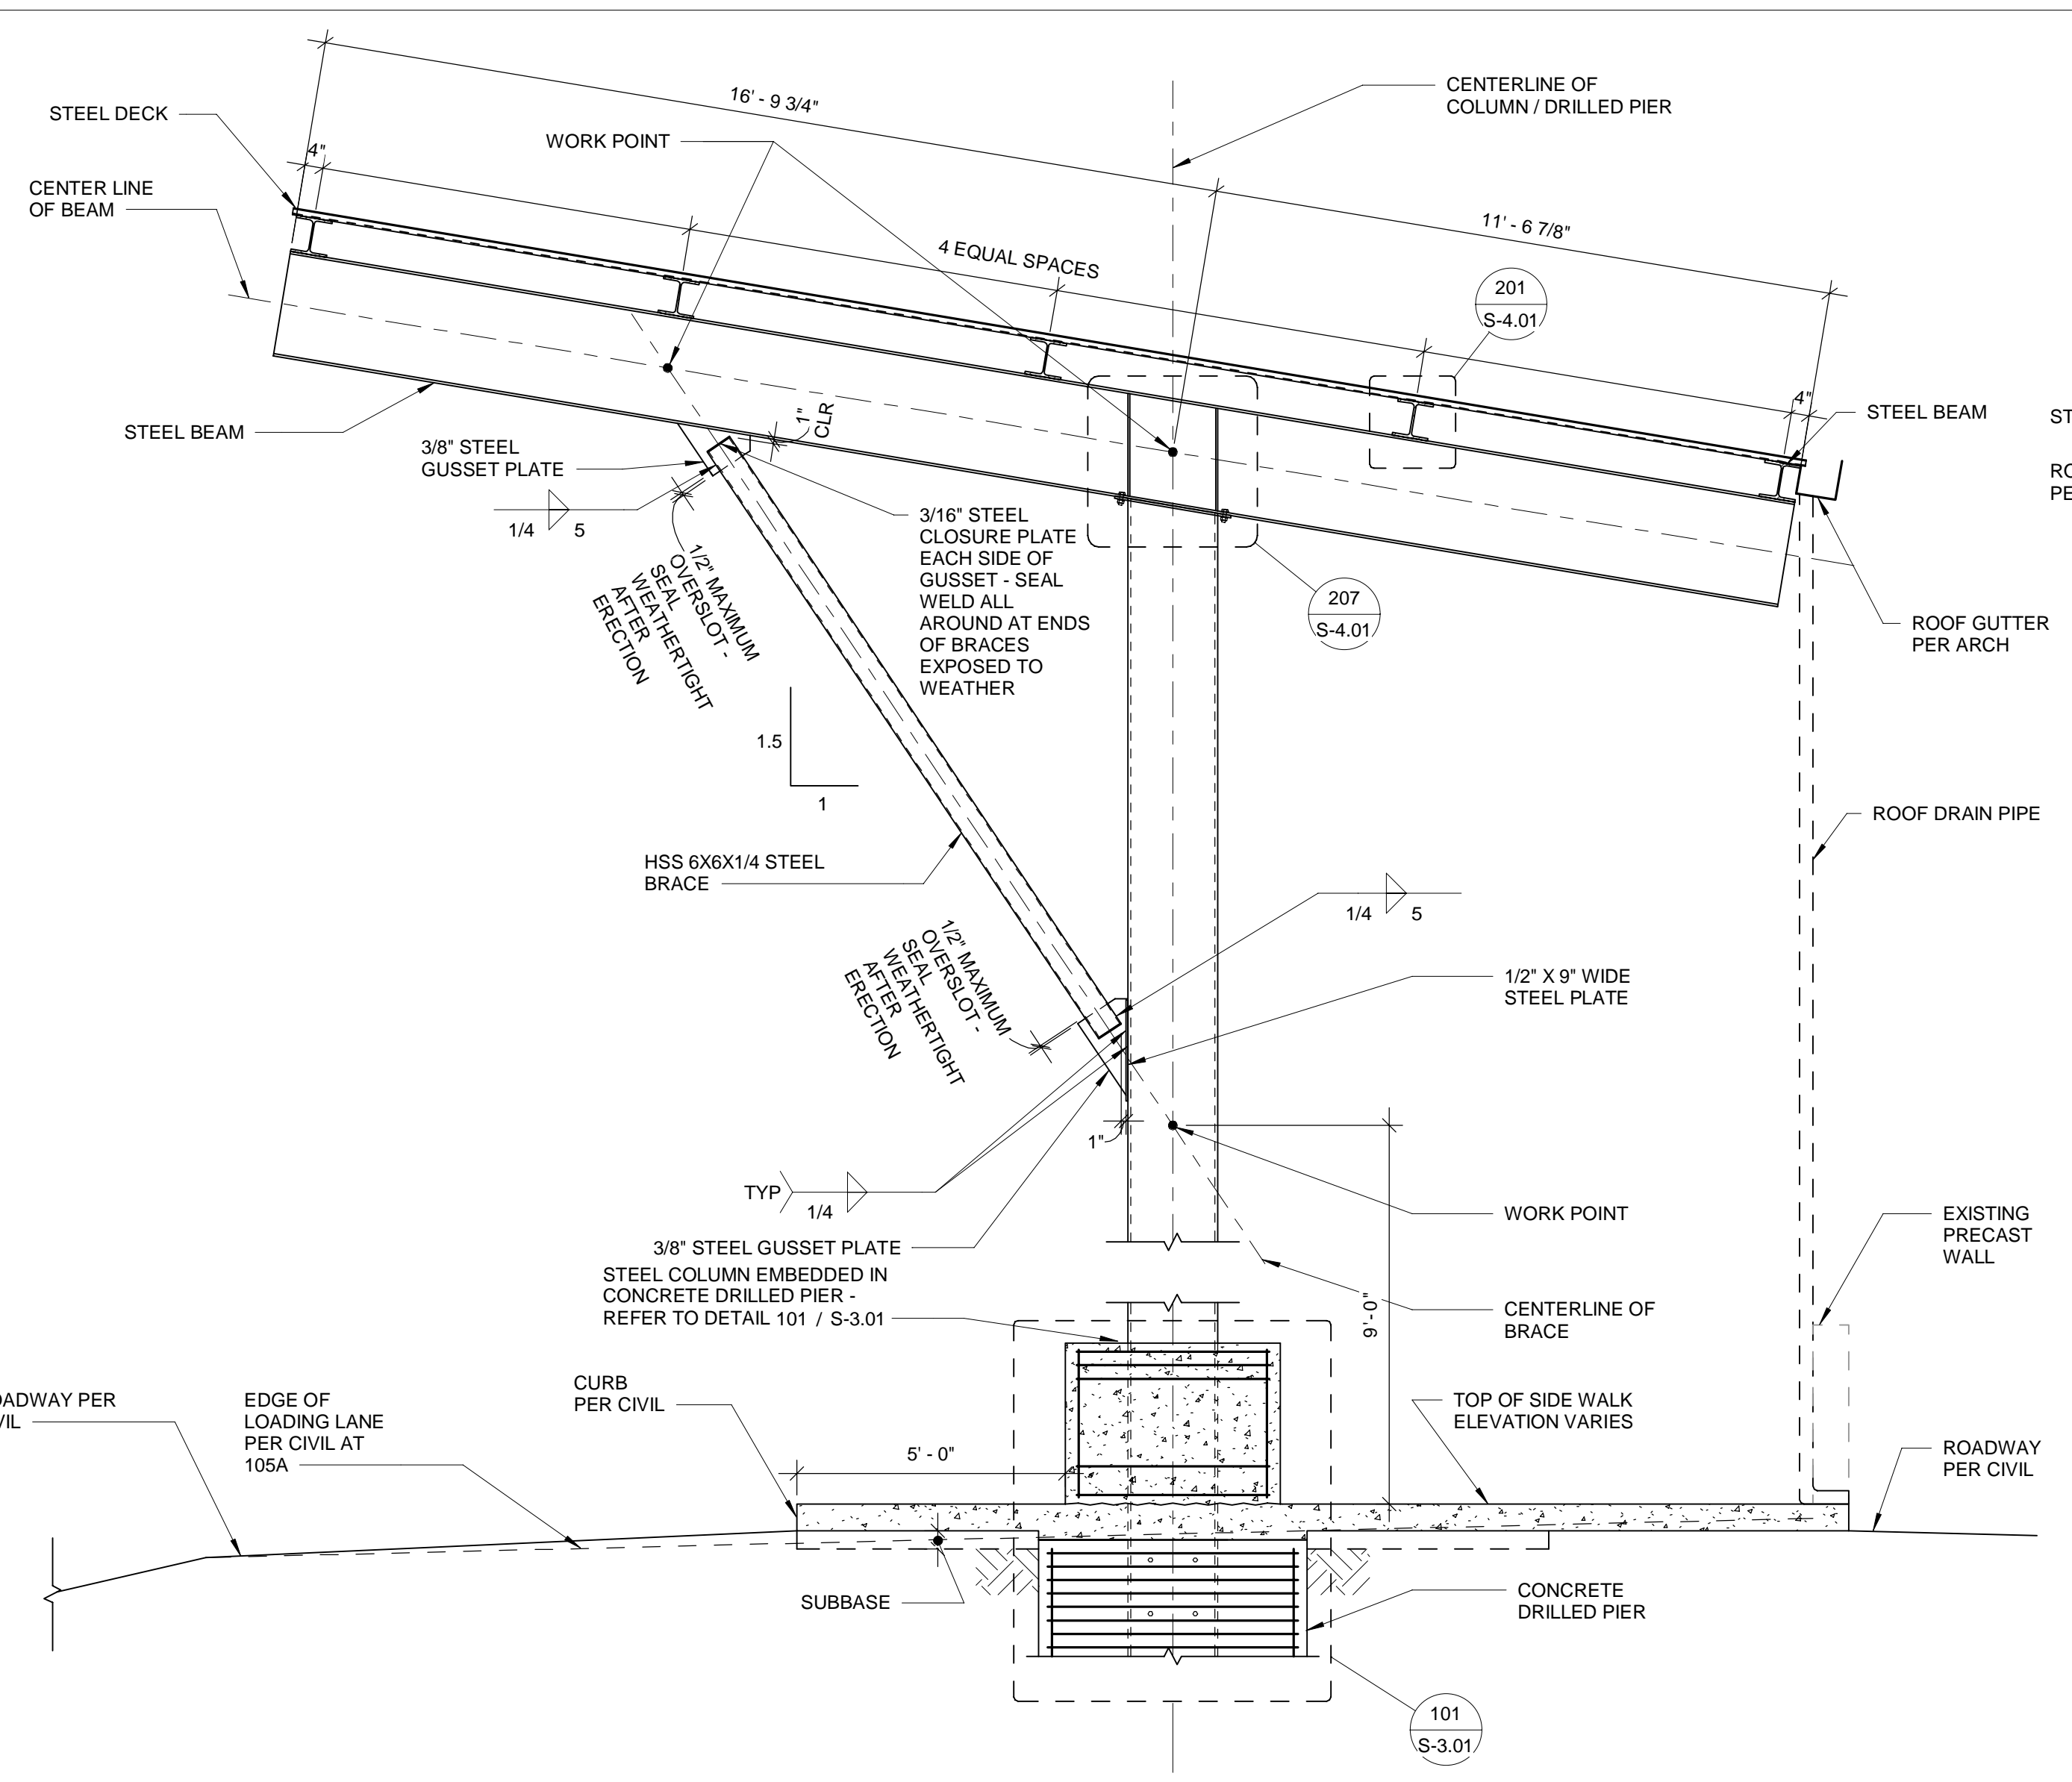 16' - 9 3/4"
CENTERLINE OF
COLUMN / DRILLED PIER
STEEL DECK
WORK POINT
4"
CENTER LINE
OF BEAM
11' - 6 7/8"
4 EQUAL SPACES
201
S-4.01
4"
STEEL BEAM
ST
RO
PE
STEEL BEAM
1"
CLR
3/8" STEEL
GUSSET PLATE
1/4
5
1/2" MAXIMUM
OVERSLOT -
SEAL
WEATHERTIGHT
AFTER
ERECTION
3/16" STEEL
CLOSURE PLATE
EACH SIDE OF
GUSSET - SEAL
WELD ALL
AROUND AT ENDS
OF BRACES
EXPOSED TO
WEATHER
207
S-4.01
ROOF GUTTER
PER ARCH
1.5
1
ROOF DRAIN PIPE
HSS 6X6X1/4 STEEL
BRACE
1/4
5
1/2" MAXIMUM
OVERSLOT -
SEAL
WEATHERTIGHT
AFTER
ERECTION
1/2" X 9" WIDE
STEEL PLATE
1"
TYP
1/4
WORK POINT
EXISTING
PRECAST
WALL
3/8" STEEL GUSSET PLATE
STEEL COLUMN EMBEDDED IN
CONCRETE DRILLED PIER -
REFER TO DETAIL 101 / S-3.01
9' - 0"
CENTERLINE OF
BRACE
OADWAY PER
VIL
EDGE OF
LOADING LANE
PER CIVIL AT
105A
CURB
PER CIVIL
5' - 0"
TOP OF SIDE WALK
ELEVATION VARIES
ROADWAY
PER CIVIL
SUBBASE
CONCRETE
DRILLED PIER
101
S-3.01